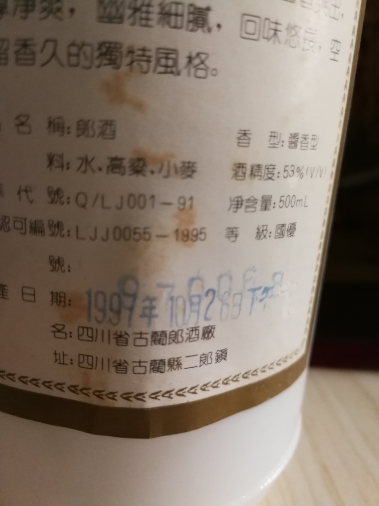 淨爽，幽雅細膩，回味悠長，空
留香久的獨特風格。
名稱：郎酒 香型：醬香型
料：水、高粱、小麥 酒精度：53%(V/V)
代號：Q/LJ001-91 淨含量：500mL
認可編號：LJJ0055-1995 等級：國優
號：
產日期：1997年10月28日
名：四川省古藺郎酒廠
址：四川省古藺縣二郎鎮